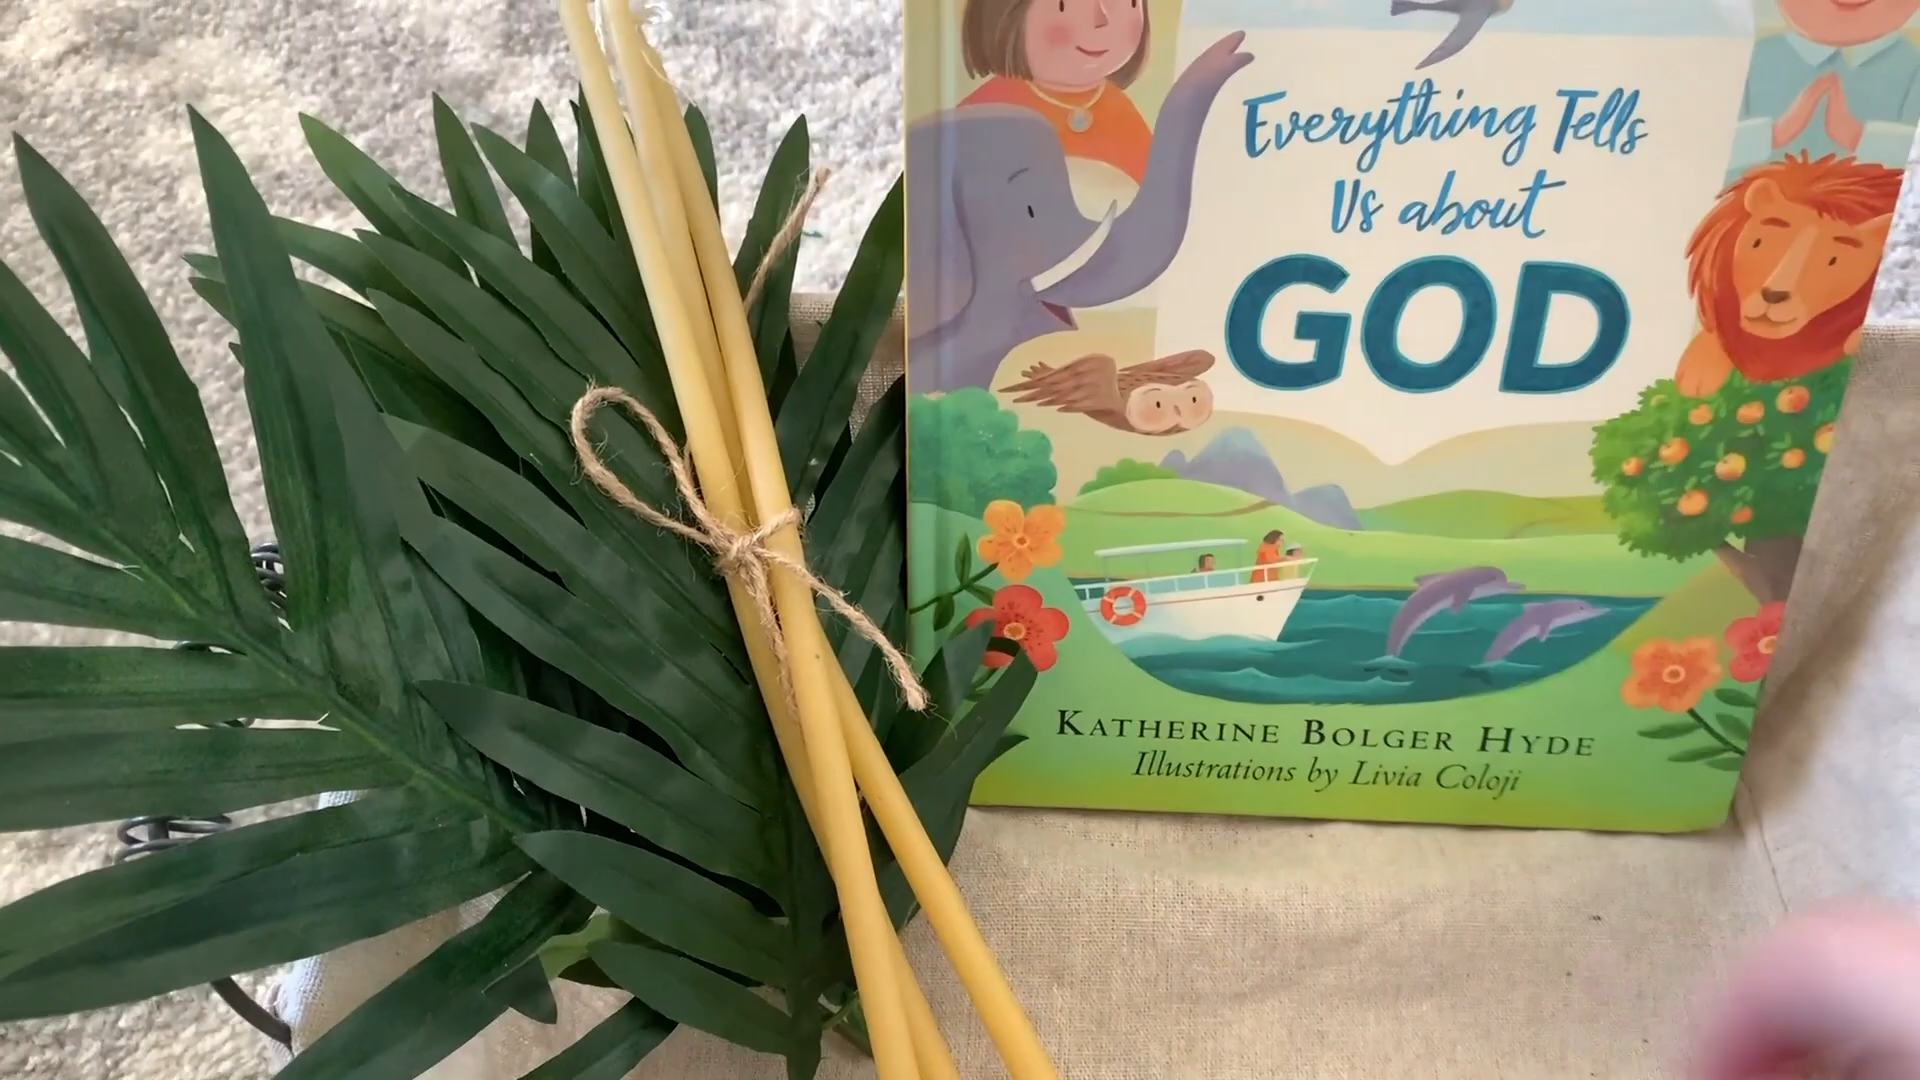 Everything Tells
Us about
GOD
KATHERINE BOLGER HYDE
Illustrations by Livia Coloji